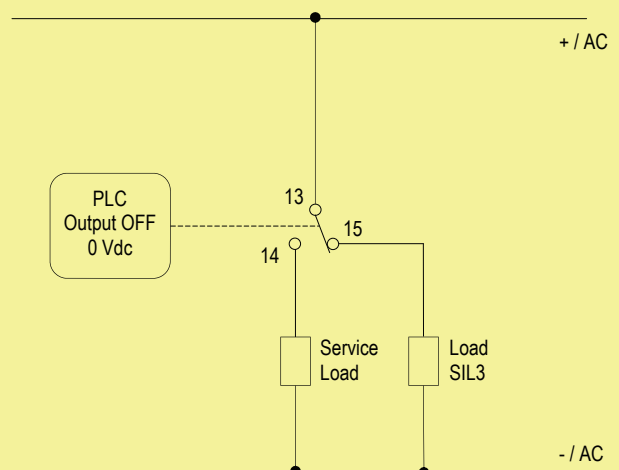 + / AC
PLC
Output OFF
0 Vdc
13
15
14
Service
Load
Load
SIL3
- / AC